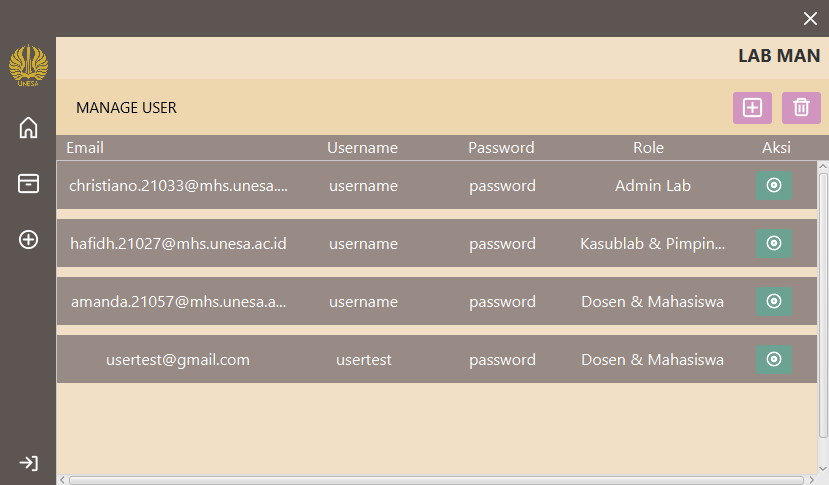 LAB MAN
UNESA
MANAGE USER
Email Username Password Role Aksi
christiano.21033@mhs.unesa.... username password Admin Lab
hafidh.21027@mhs.unesa.ac.id username password Kasublab & Pimpin...
amanda.21057@mhs.unesa.a... username password Dosen & Mahasiswa
usertest@gmail.com usertest password Dosen & Mahasiswa